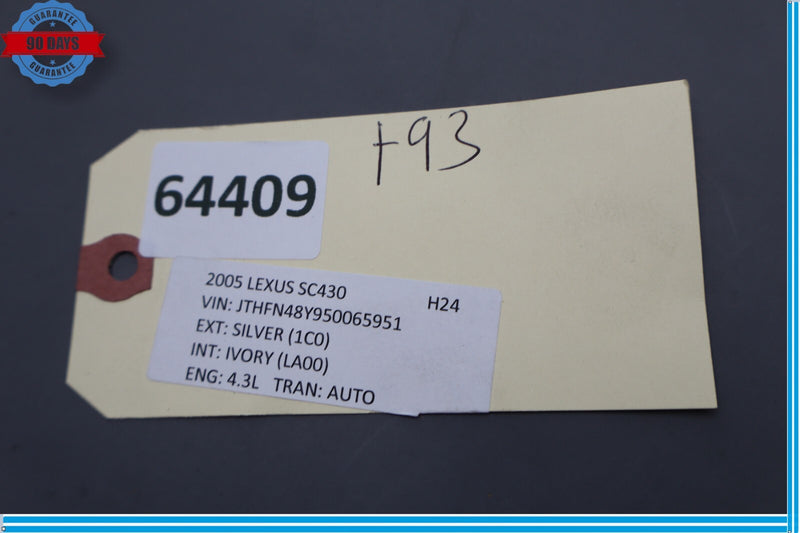 GUARANTEE
90 DAYS
GUARANTEE
t93
64409
2005 LEXUS SC430 H24
VIN: JTHFN48Y950065951
EXT: SILVER (1C0)
INT: IVORY (LA00)
ENG: 4.3L TRAN: AUTO